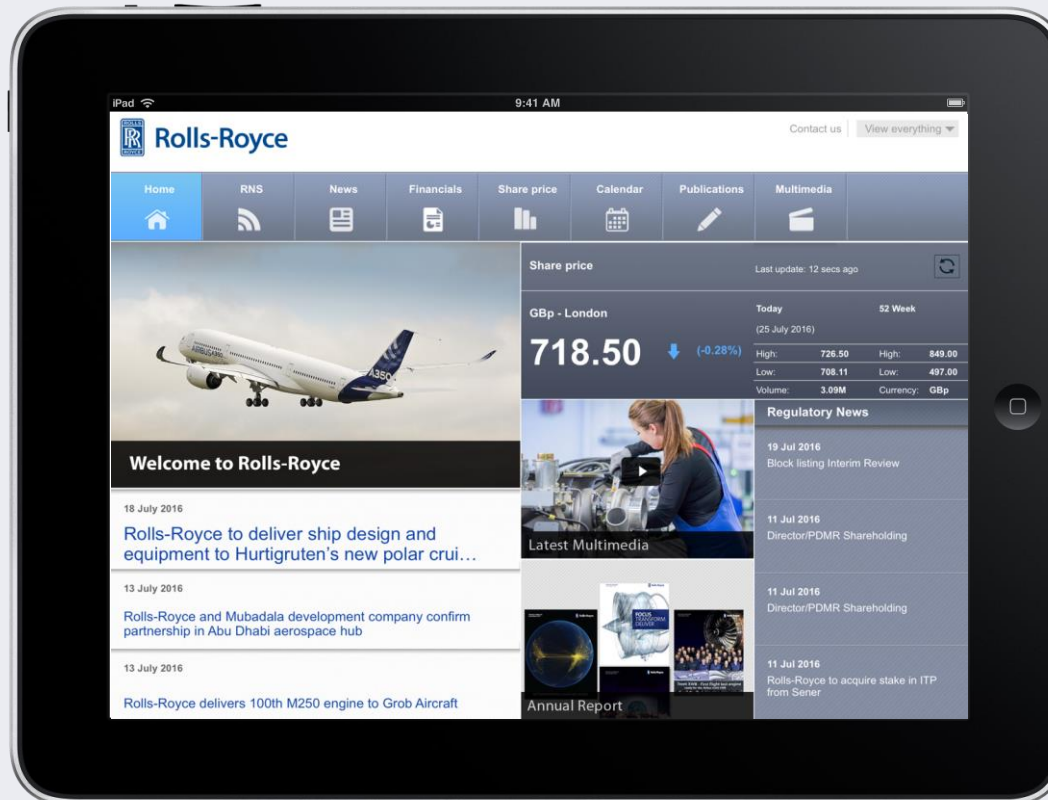 iPad
9:41 AM
Rolls-Royce
Contact us
View everything
Home
RNS
News
Financials
Share price
Calendar
Publications
Multimedia
AIRBUS A350
A350
Welcome to Rolls-Royce
18 July 2016
Rolls-Royce to deliver ship design and
equipment to Hurtigruten’s new polar crui…
13 July 2016
Rolls-Royce and Mubadala development company confirm
partnership in Abu Dhabi aerospace hub
13 July 2016
Rolls-Royce delivers 100th M250 engine to Grob Aircraft
Share price
Last update: 12 secs ago
GBp - London
718.50
(-0.28%)
Today
52 Week
(25 July 2016)
High: 726.50 High: 849.00
Low: 708.11 Low: 497.00
Volume: 3.09M Currency: GBp
Latest Multimedia
FOCUS
TRANSFORM
DELIVER
Annual Report
Regulatory News
19 Jul 2016
Block listing Interim Review
11 Jul 2016
Director/PDMR Shareholding
11 Jul 2016
Director/PDMR Shareholding
11 Jul 2016
Rolls-Royce to acquire stake in ITP
from Sener